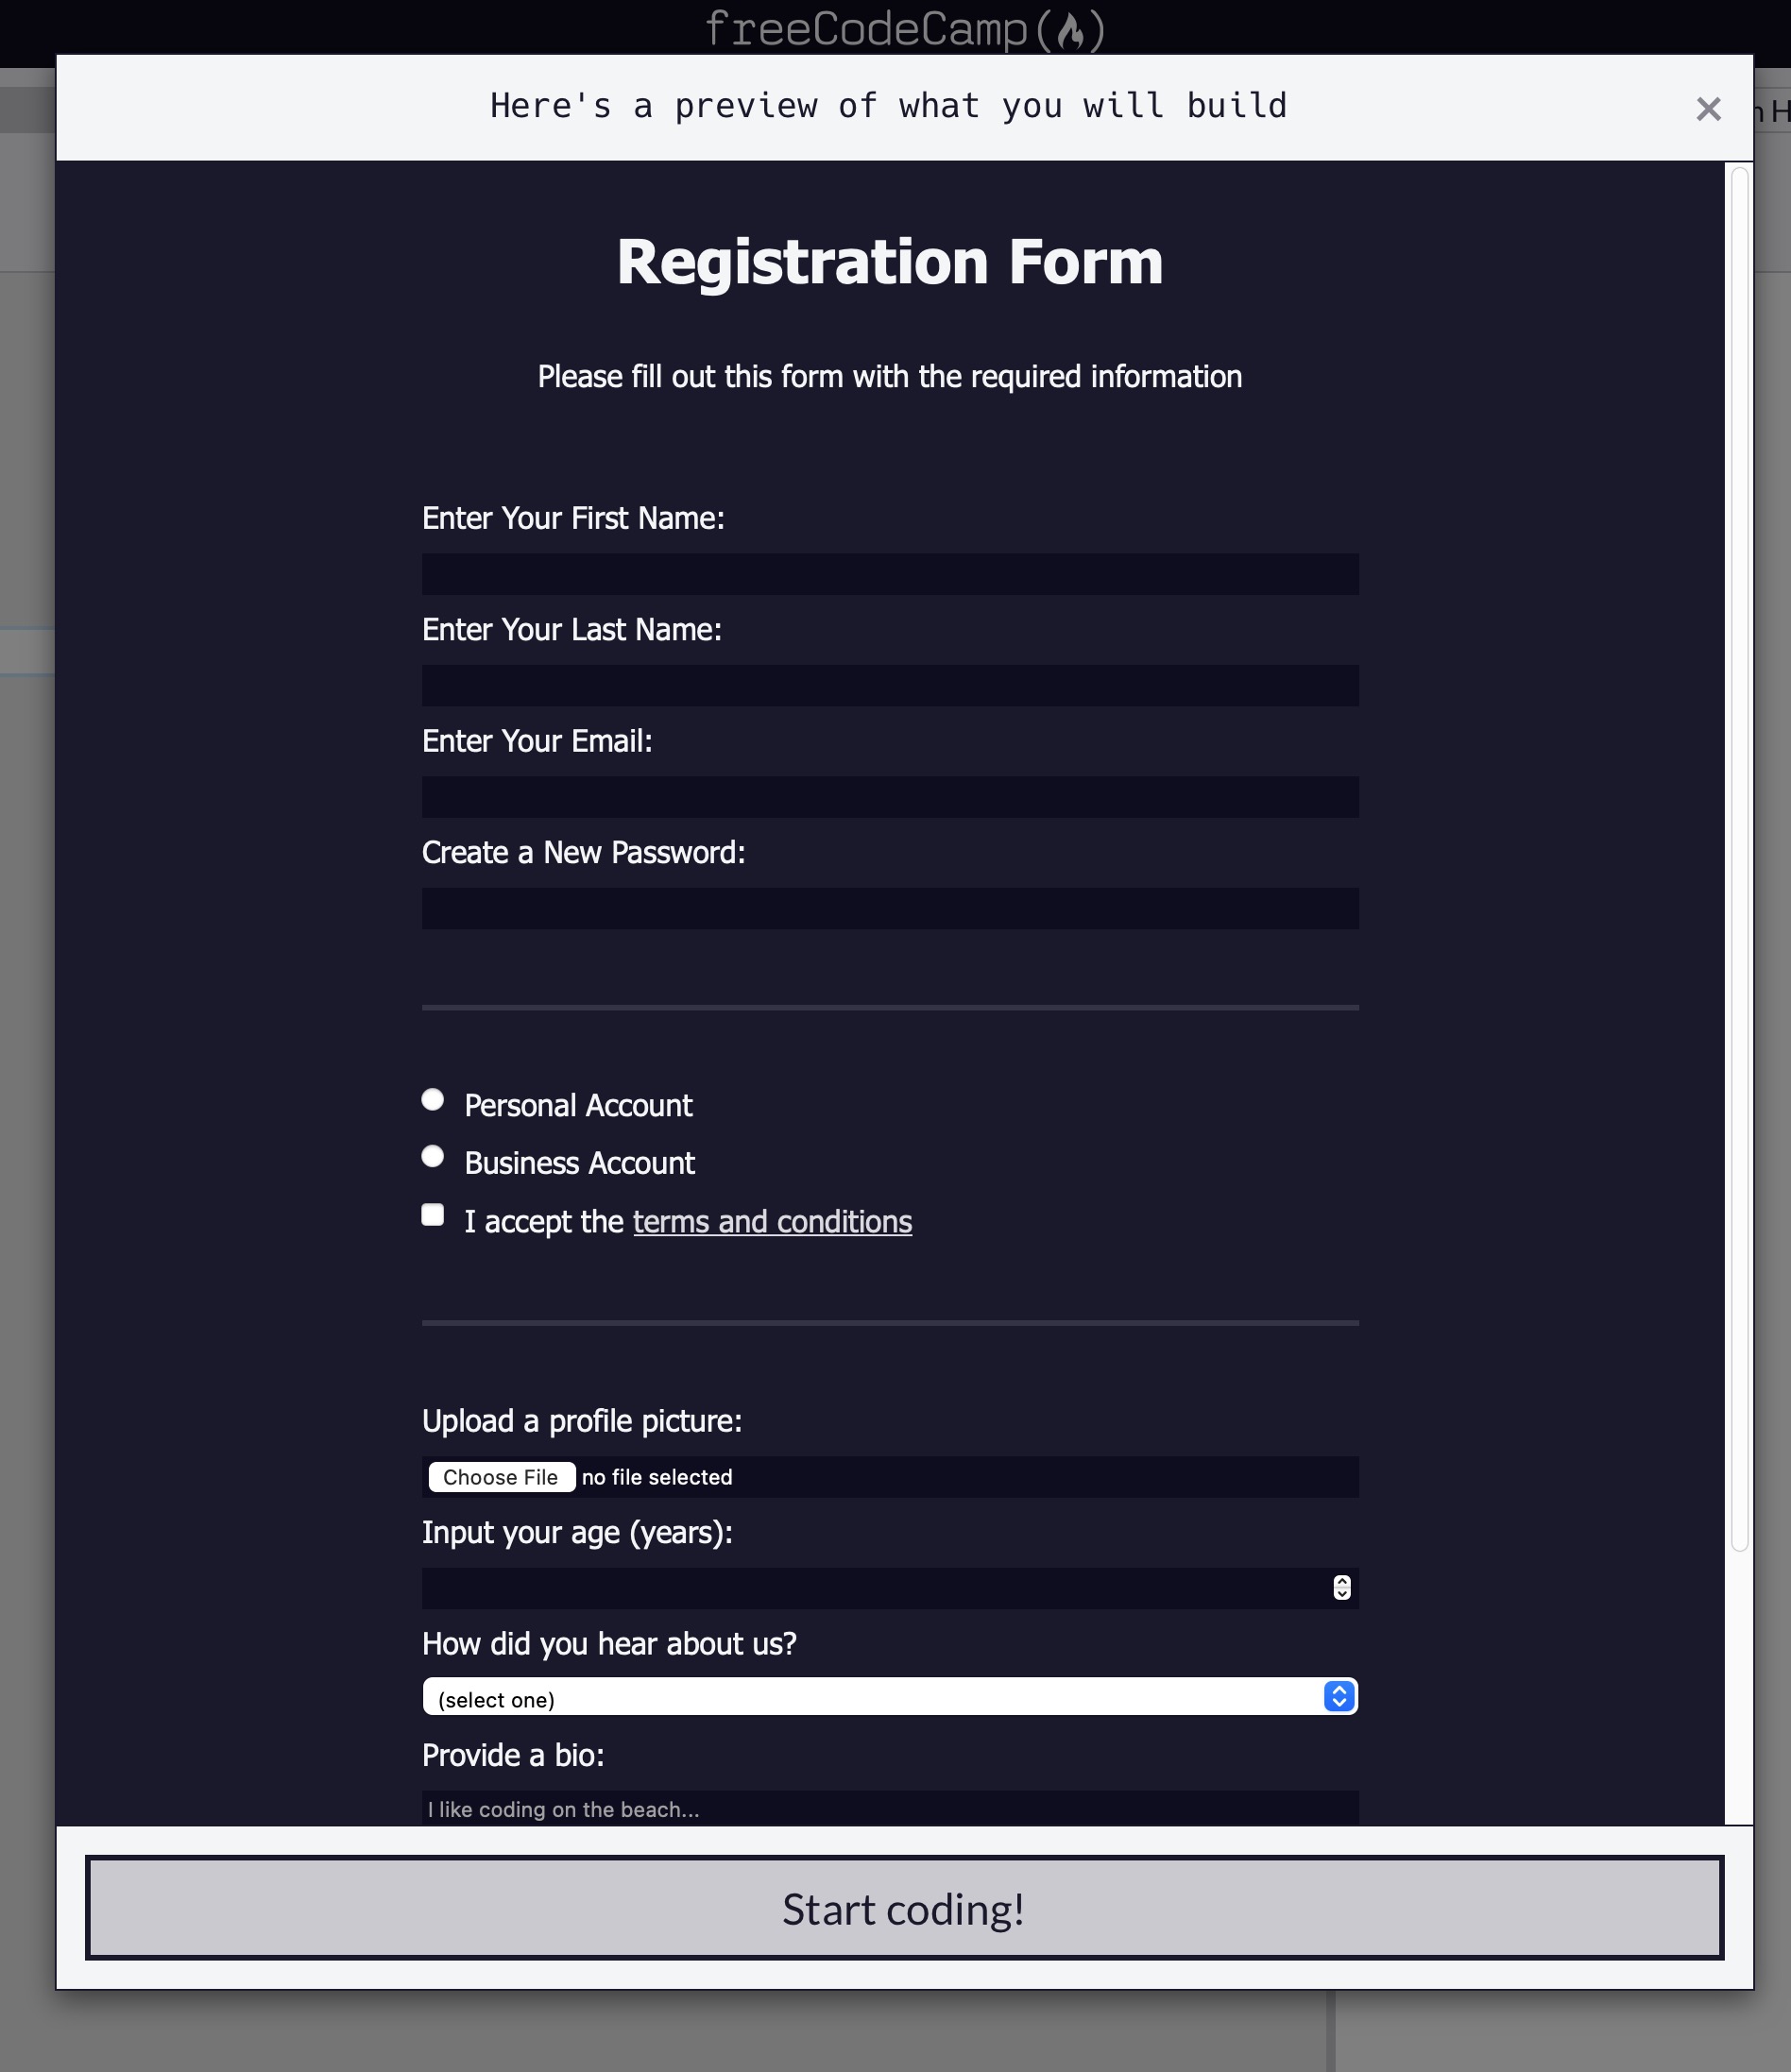 freeCodeCamp
Here's a preview of what you will build
Registration Form
Please fill out this form with the required information
Enter Your First Name:
Enter Your Last Name:
Enter Your Email:
Create a New Password:
Personal Account
Business Account
I accept the terms and conditions
Upload a profile picture:
Choose File no file selected
Input your age (years):
How did you hear about us?
(select one)
Provide a bio:
I like coding on the beach...
Start coding!